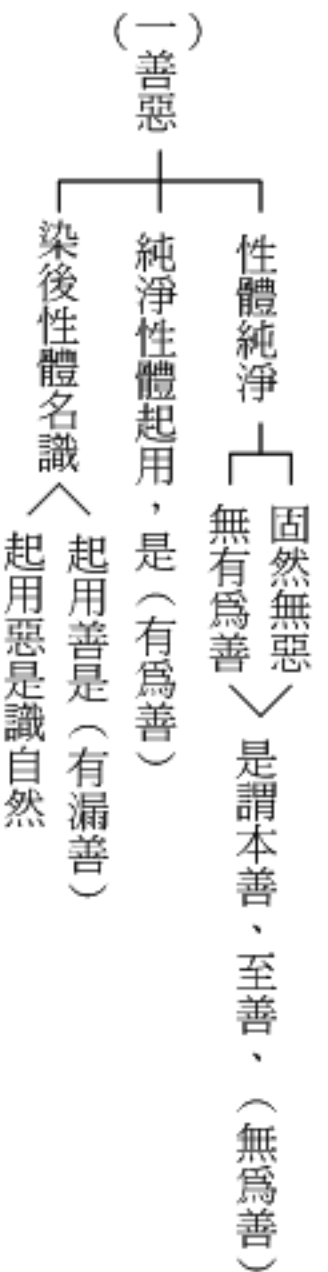 （一）善惡
性體純淨
固然無惡
無有爲善
是謂本善、至善、（無爲善）
純淨性體起用，是（有爲善）
染後性體名識
起用善是（有漏善）
起用惡是識自然